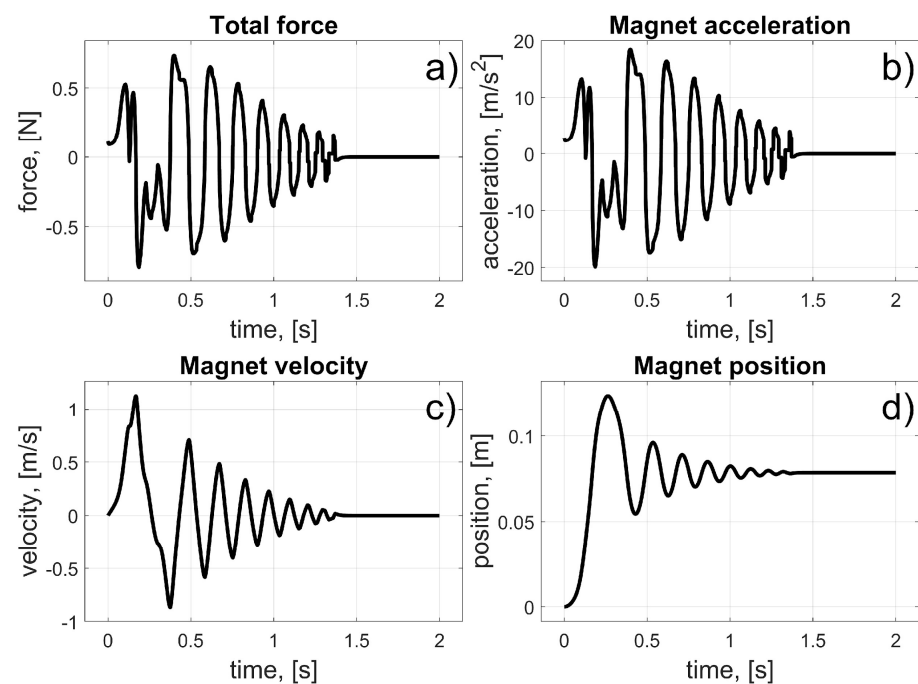 Total force
a)
force, [N]
0.5
0
-0.5
0 0.5 1 1.5 2
time, [s]
Magnet acceleration
b)
acceleration, [m/s²]
20
10
0
-10
-20
0 0.5 1 1.5 2
time, [s]
Magnet velocity
c)
velocity, [m/s]
1
0.5
0
-0.5
-1
0 0.5 1 1.5 2
time, [s]
Magnet position
d)
position, [m]
0.1
0.05
0
0 0.5 1 1.5 2
time, [s]